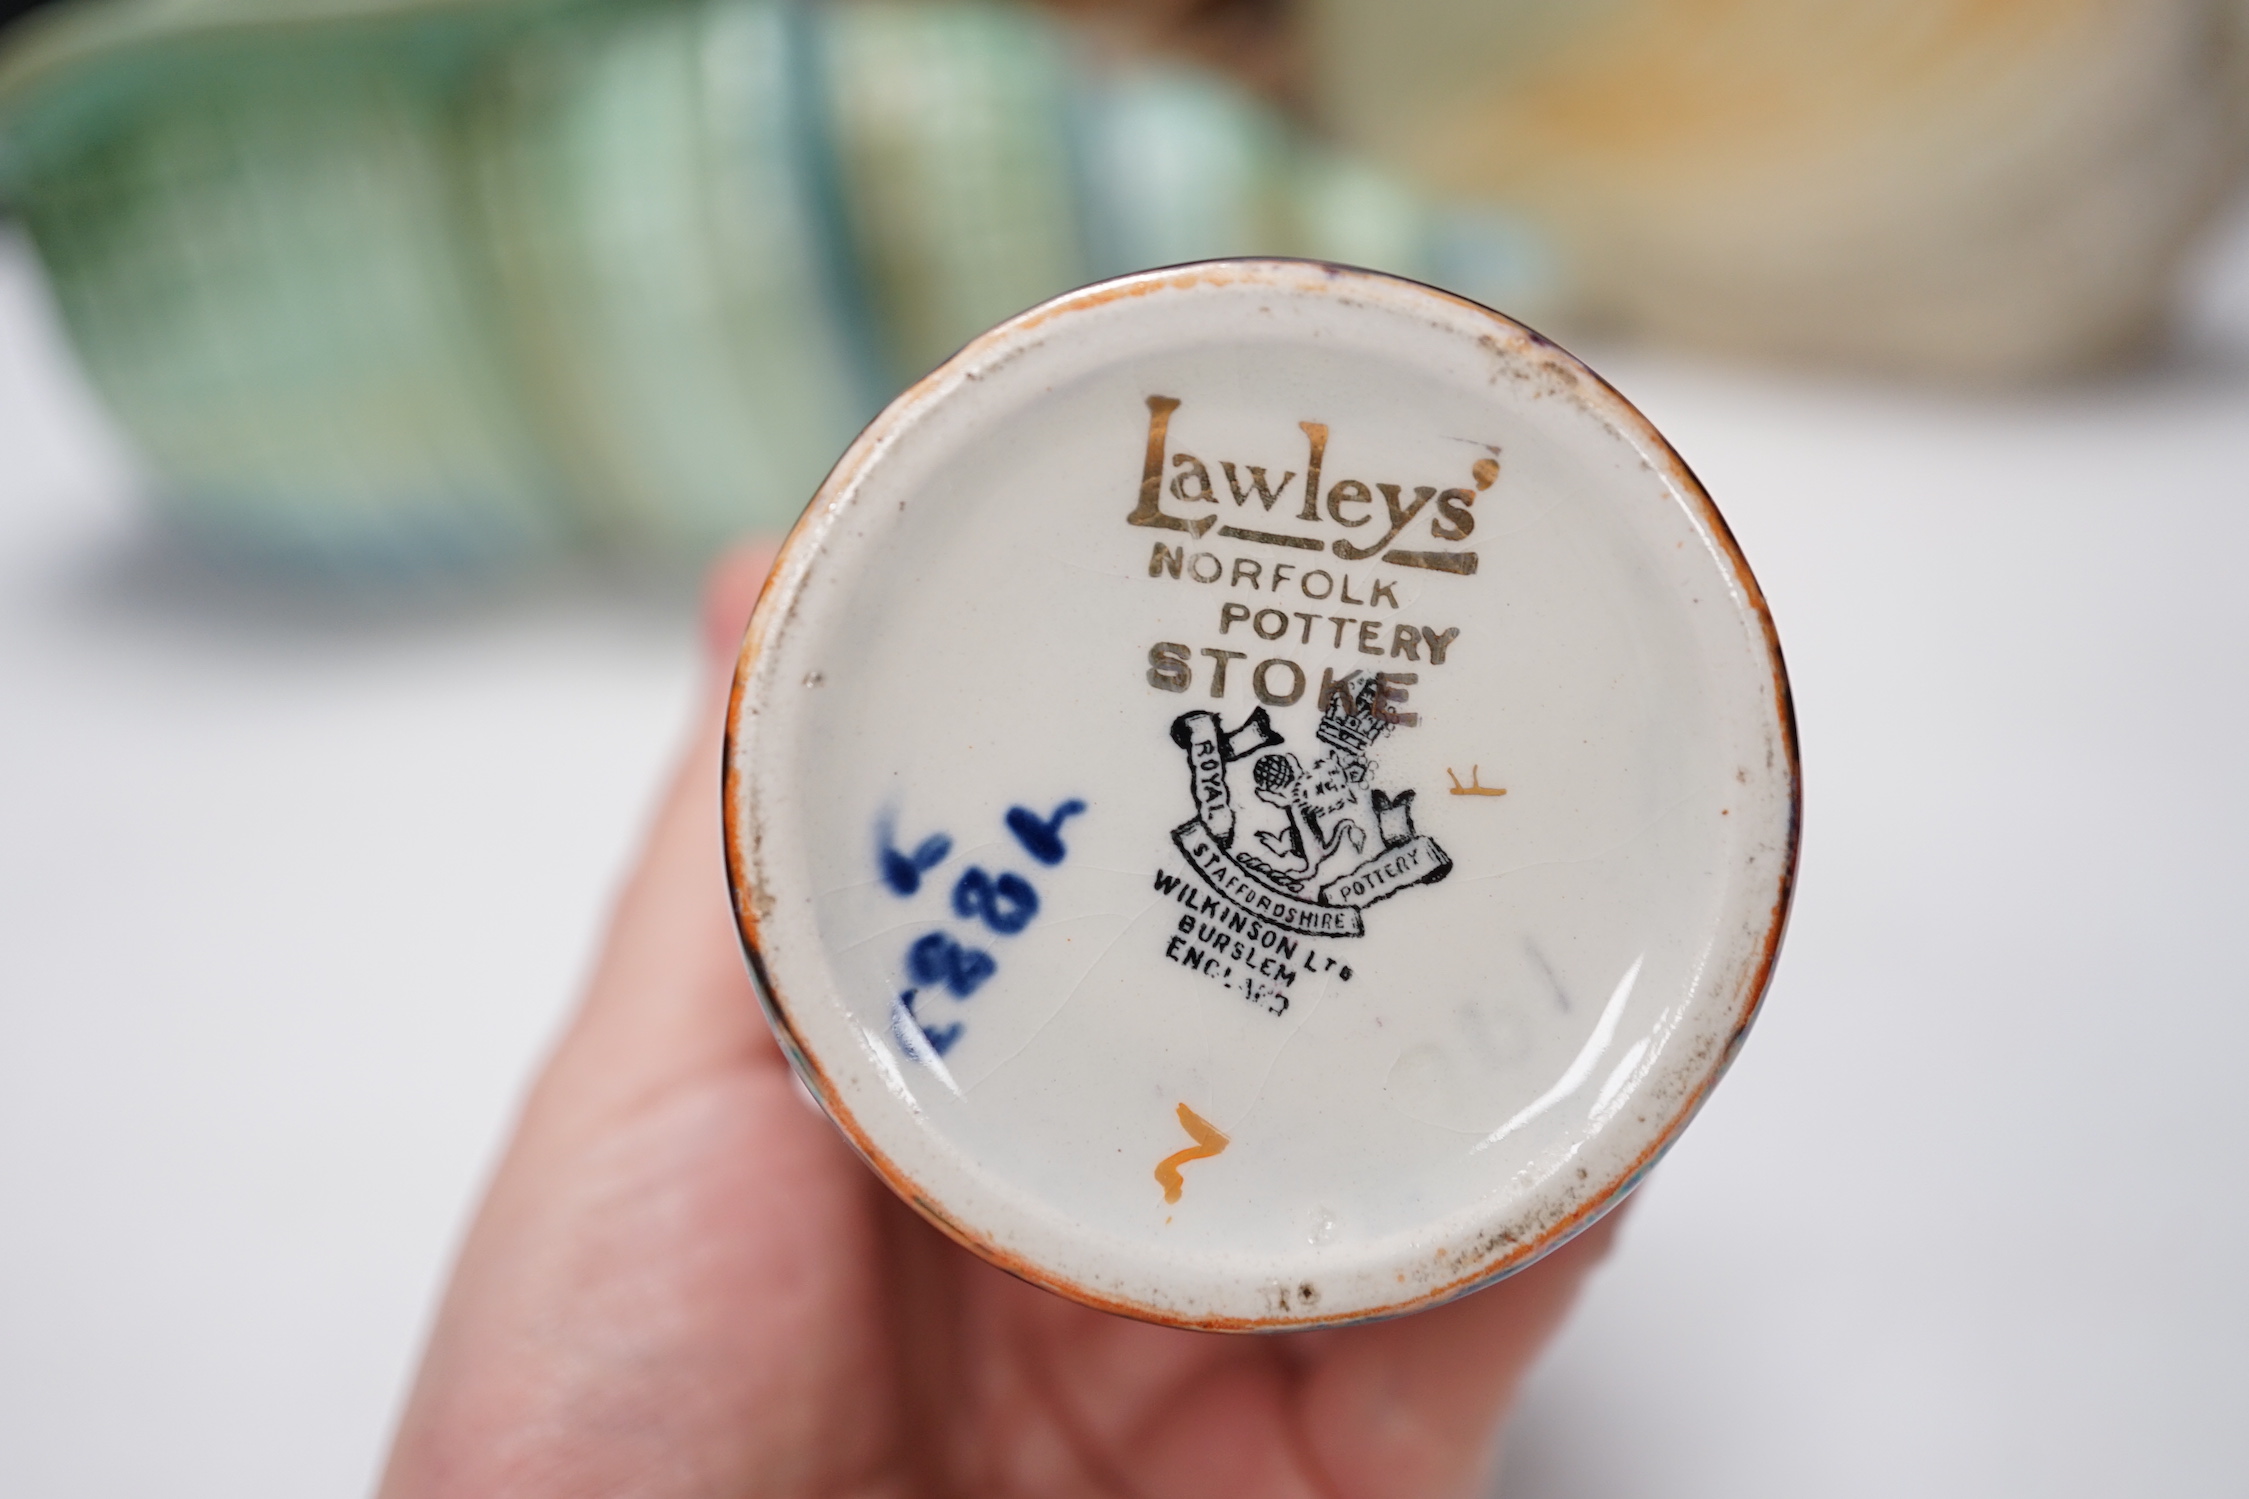 Lawleys'
NORFOLK
POTTERY
STOKE
ROYAL
STAFFORDSHIRE
POTTERY
WILKINSON LTD
BURSLEM
ENGLAND
F